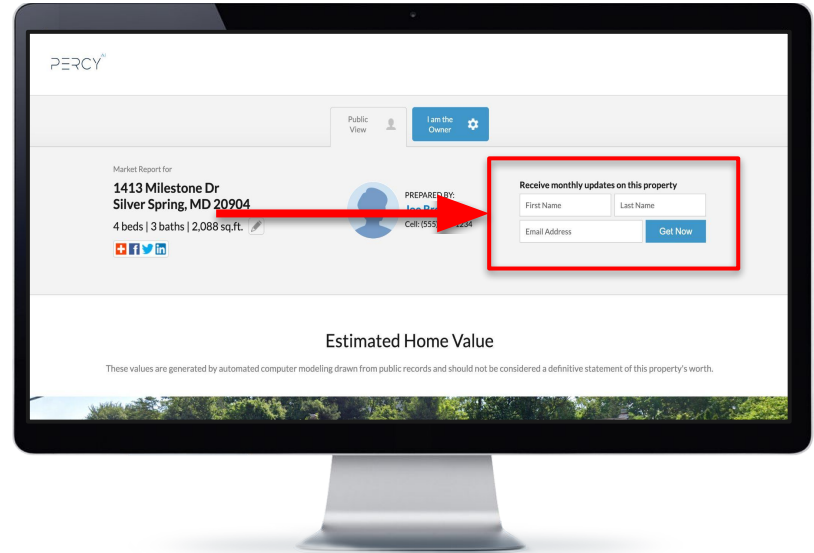 PERCY AI
Public View
I am the Owner
Market Report for
1413 Milestone Dr
Silver Spring, MD 20904
4 beds | 3 baths | 2,088 sq.ft.
PREPARED BY:
Cell: (555)
Receive monthly updates on this property
First Name
Last Name
Email Address
Get Now
Estimated Home Value
These values are generated by automated computer modeling drawn from public records and should not be considered a definitive statement of this property's worth.